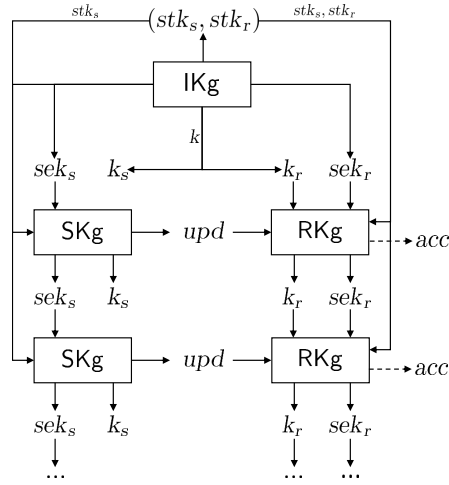 stk_s (stk_s, stk_r) stk_s, stk_r
IKg
k
sek_s k_s k_r sek_r
SKg upd RKg
acc
sek_s k_s k_r sek_r
SKg upd RKg
acc
sek_s k_s k_r sek_r
... ... ...